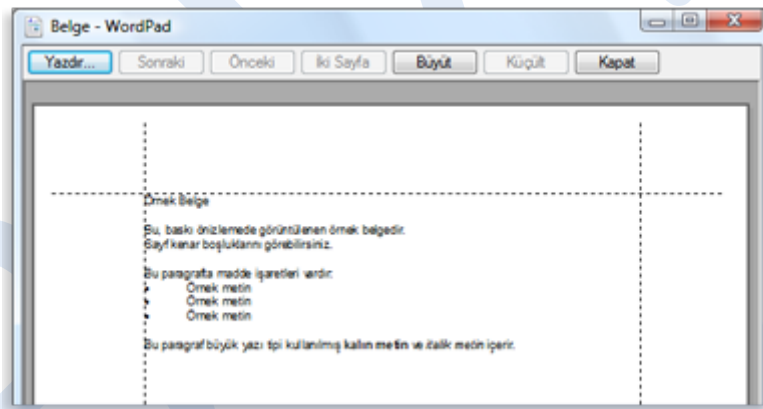 Belge - WordPad
Yazdır... Sonraki Önceki İki Sayfa Büyüt Küçült Kapat
Örnek Belge
Bu, baskı önizlemede görüntülenen örnek belgedir.
Sayf kenar boşluklarını görebilirsiniz.
Bu paragrafta madde işaretleri vardır:
Örnek metin
Örnek metin
Örnek metin
Bu paragraf büyük yazı tipi kullanılmış kalın metin ve italik metin içerir.